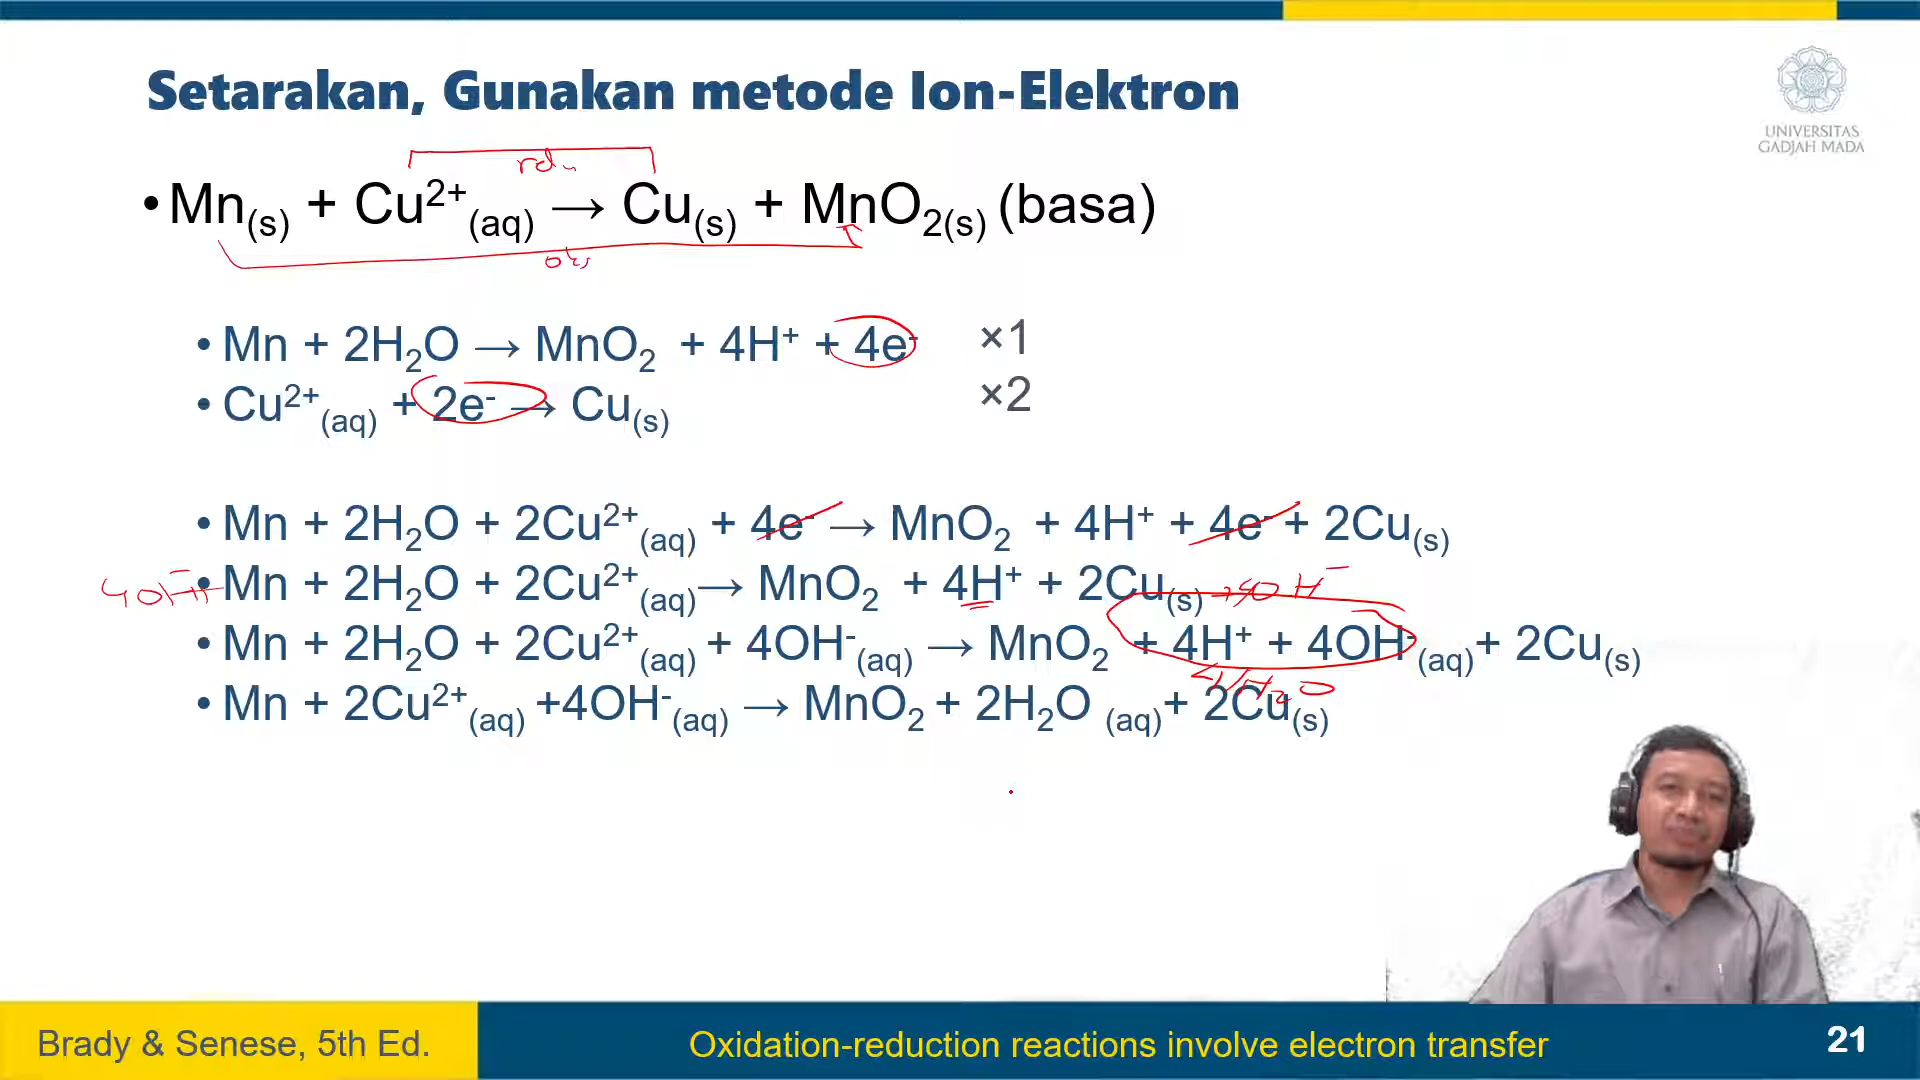 Setarakan, Gunakan metode Ion-Elektron
UNIVERSITAS
GADJAH MADA
red
• Mn(s) + Cu²⁺(aq) → Cu(s) + MnO₂(s) (basa)
oks
• Mn + 2H₂O → MnO₂ + 4H⁺ + 4e⁻ ×1
• Cu²⁺(aq) + 2e⁻ → Cu(s) ×2
• Mn + 2H₂O + 2Cu²⁺(aq) + 4e⁻ → MnO₂ + 4H⁺ + 4e⁻ + 2Cu(s)
4OH⁻+ • Mn + 2H₂O + 2Cu²⁺(aq) → MnO₂ + 4H⁺ + 2Cu(s) + 4OH⁻
• Mn + 2H₂O + 2Cu²⁺(aq) + 4OH⁻(aq) → MnO₂ + 4H⁺ + 4OH⁻(aq) + 2Cu(s)
4H₂O
• Mn + 2Cu²⁺(aq) +4OH⁻(aq) → MnO₂ + 2H₂O (aq)+ 2Cu(s)
Brady & Senese, 5th Ed.
Oxidation-reduction reactions involve electron transfer
21